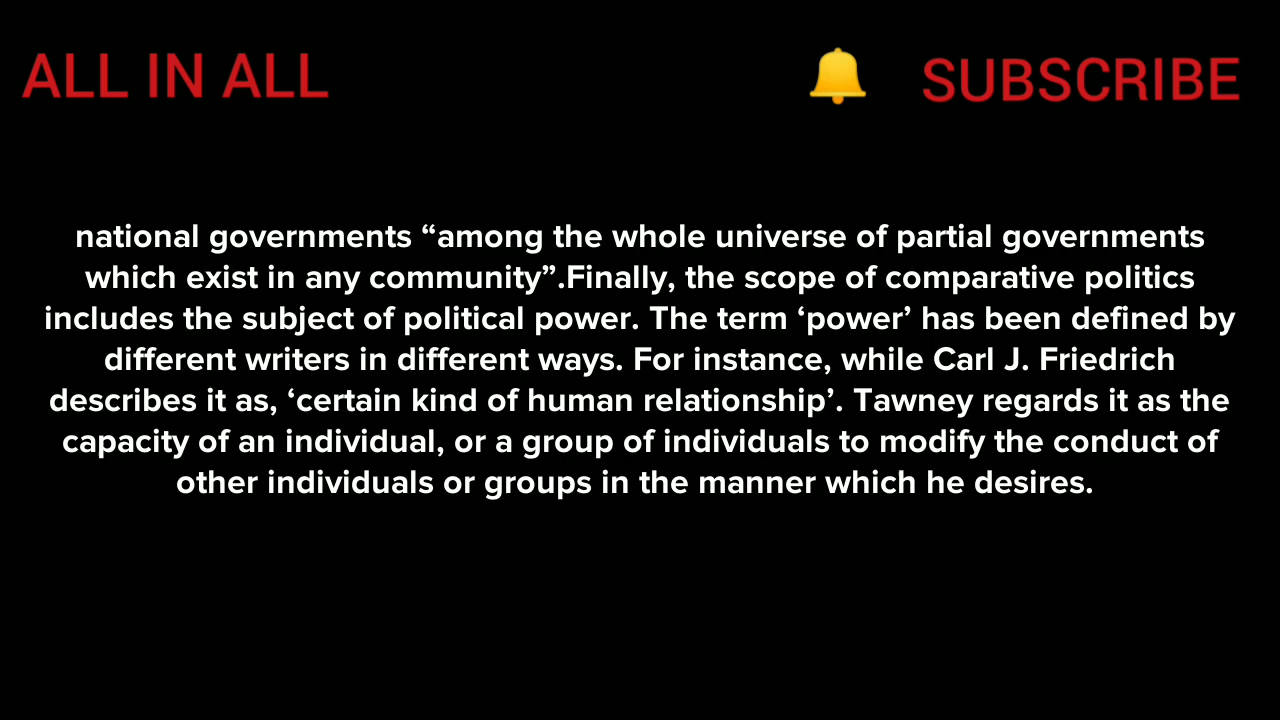 ALL IN ALL
SUBSCRIBE
national governments “among the whole universe of partial governments
which exist in any community”.Finally, the scope of comparative politics
includes the subject of political power. The term ‘power’ has been defined by
different writers in different ways. For instance, while Carl J. Friedrich
describes it as, ‘certain kind of human relationship’. Tawney regards it as the
capacity of an individual, or a group of individuals to modify the conduct of
other individuals or groups in the manner which he desires.